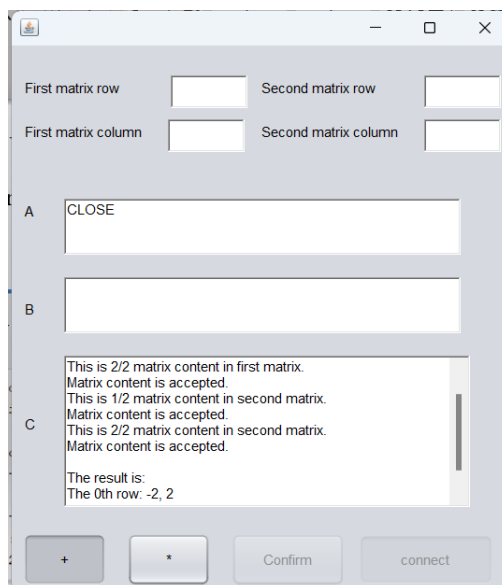 First matrix row
Second matrix row
First matrix column
Second matrix column
A
CLOSE
B
C
This is 2/2 matrix content in first matrix.
Matrix content is accepted.
This is 1/2 matrix content in second matrix.
Matrix content is accepted.
This is 2/2 matrix content in second matrix.
Matrix content is accepted.
The result is:
The 0th row: -2, 2
+
*
Confirm
connect